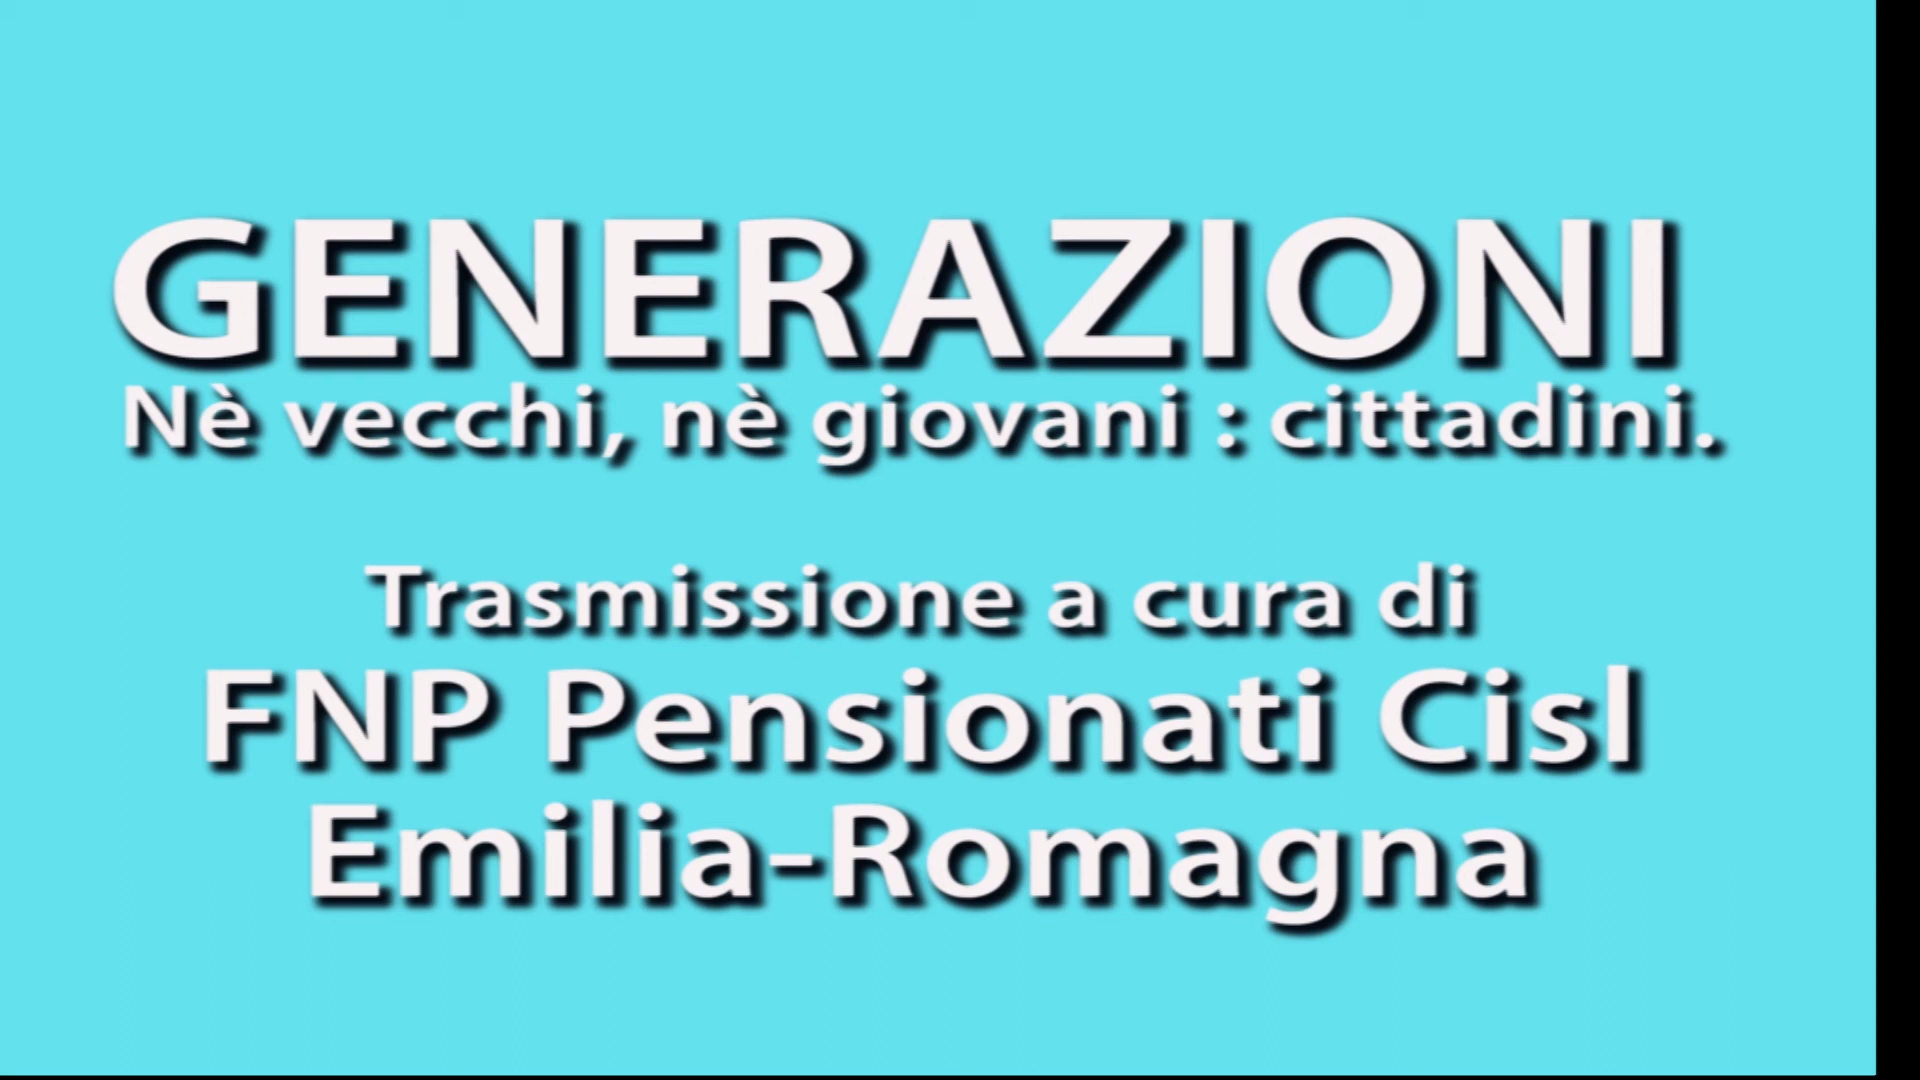 GENERAZIONI
Nè vecchi, nè giovani : cittadini.
Trasmissione a cura di
FNP Pensionati Cisl
Emilia-Romagna